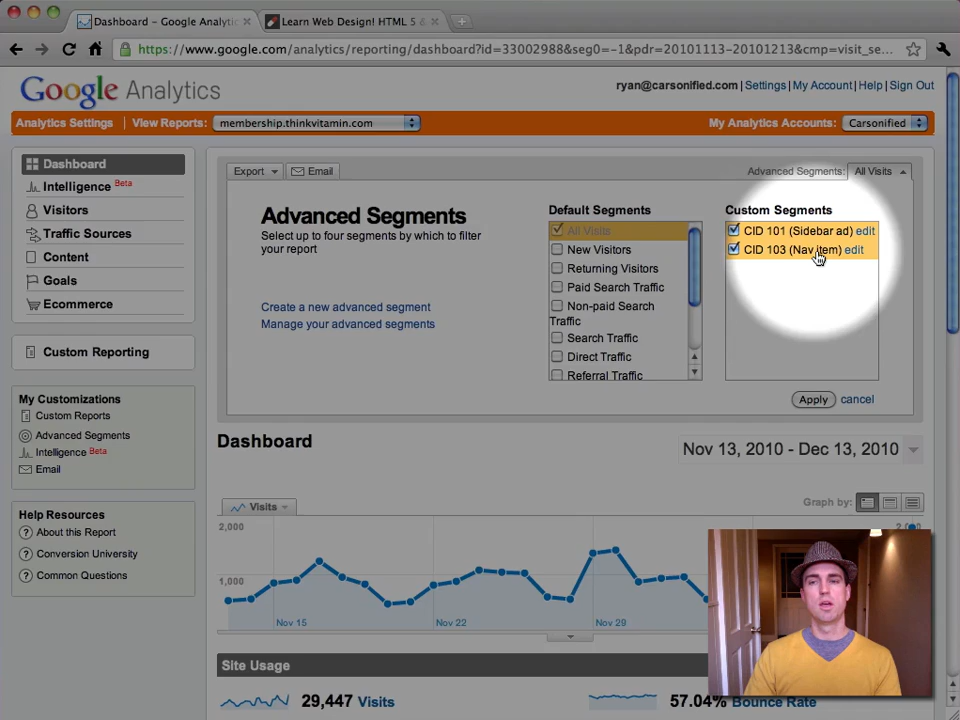 Dashboard – Google Analytic
Learn Web Design! HTML 5 &
https://www.google.com/analytics/reporting/dashboard?id=33002988&seg0=-1&pdr=20101113-20101213&cmp=visit_se...
Google Analytics
ryan@carsonified.com | Settings | My Account | Help | Sign Out
Analytics Settings | View Reports: membership.thinkvitamin.com
My Analytics Accounts: Carsonified
Dashboard
Intelligence Beta
Visitors
Traffic Sources
Content
Goals
Ecommerce
Custom Reporting
My Customizations
Custom Reports
Advanced Segments
Intelligence Beta
Email
Help Resources
About this Report
Conversion University
Common Questions
Export
Email
Advanced Segments: All Visits
Advanced Segments
Select up to four segments by which to filter
your report
Create a new advanced segment
Manage your advanced segments
Default Segments
All Visits
New Visitors
Returning Visitors
Paid Search Traffic
Non-paid Search
Traffic
Search Traffic
Direct Traffic
Referral Traffic
Custom Segments
CID 101 (Sidebar ad) edit
CID 103 (Nav item) edit
Apply cancel
Dashboard
Nov 13, 2010 - Dec 13, 2010
Visits
Graph by:
2,000
1,000
Nov 15
Nov 22
Nov 29
Site Usage
29,447 Visits
57.04% Bounce Rate